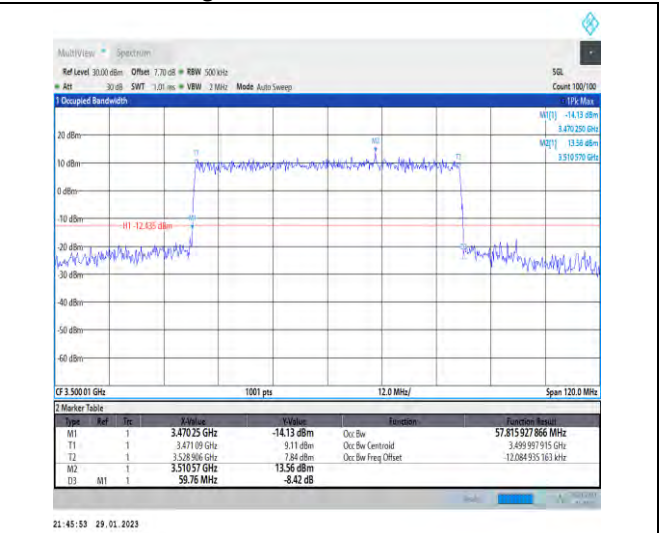 MultiView Spectrum
Ref Level 30.00 dBm Offset 7.70 dB RBW 500 kHz SGL
Att 30 dB SWT 1.01 ms VBW 2 MHz Mode Auto Sweep Count 100/100
1 Occupied Bandwidth 1Pk Max
M1[1] -14.13 dBm
3.470 250 GHz
M2[1] 13.56 dBm
3.510 570 GHz
20 dBm
M2
T1
T2
10 dBm
0 dBm
-10 dBm
H1 -12.435 dBm
M1
-20 dBm
-30 dBm
-40 dBm
-50 dBm
-60 dBm
CF 3.500 01 GHz 1001 pts 12.0 MHz/ Span 120.0 MHz
2 Marker Table
Type Ref Trc X-Value Y-Value Function Function Result
M1 1 3.470 25 GHz -14.13 dBm Occ Bw 57.815 927 866 MHz
T1 1 3.471 09 GHz 9.11 dBm Occ Bw Centroid 3.499 997 915 GHz
T2 1 3.528 906 GHz 7.84 dBm Occ Bw Freq Offset -12.084 935 163 kHz
M2 1 3.510 57 GHz 13.56 dBm
D3 M1 1 59.76 MHz -8.42 dB
21:45:53 29.01.2023